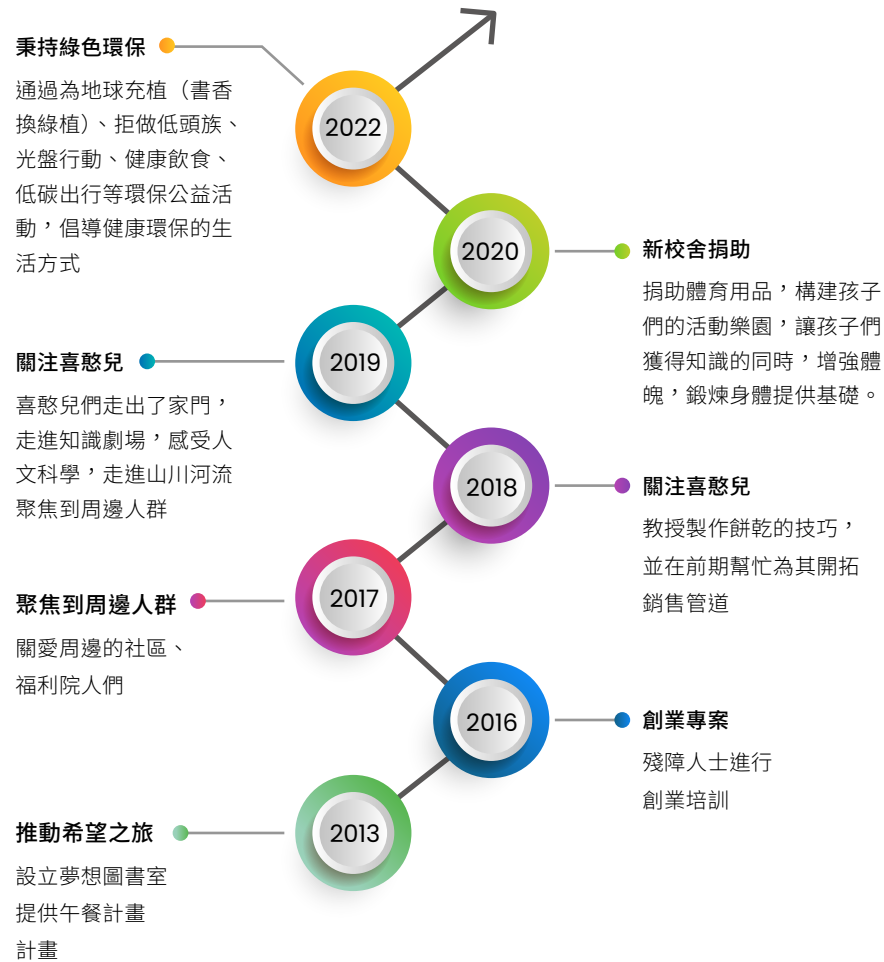 秉持綠色環保
通過為地球充植（書香
換綠植）、拒做低頭族、
光盤行動、健康飲食、
低碳出行等環保公益活
動，倡導健康環保的生
活方式
2022
2020
新校舍捐助
捐助體育用品，構建孩子
們的活動樂園，讓孩子們
獲得知識的同時，增強體
魄，鍛煉身體提供基礎。
關注喜憨兒
喜憨兒們走出了家門，
走進知識劇場，感受人
文科學，走進山川河流
聚焦到周邊人群
2019
2018
關注喜憨兒
教授製作餅乾的技巧，
並在前期幫忙為其開拓
銷售管道
聚焦到周邊人群
關愛周邊的社區、
福利院人們
2017
2016
創業專案
殘障人士進行
創業培訓
推動希望之旅
設立夢想圖書室
提供午餐計畫
計畫
2013